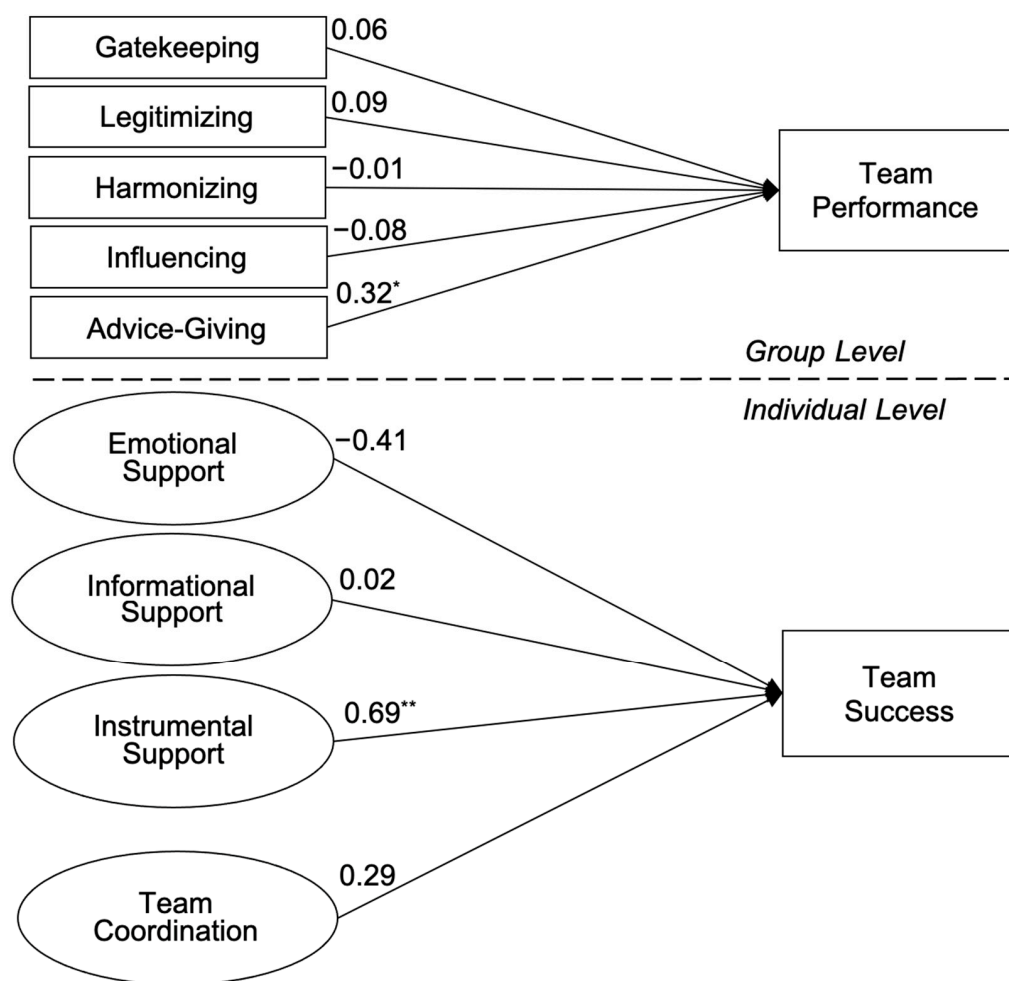 Gatekeeping
0.06
Legitimizing
0.09
Harmonizing
−0.01
Influencing
−0.08
Advice-Giving
0.32*
Team
Performance
Group Level
Individual Level
Emotional
Support
−0.41
Informational
Support
0.02
Instrumental
Support
0.69**
Team
Coordination
0.29
Team
Success